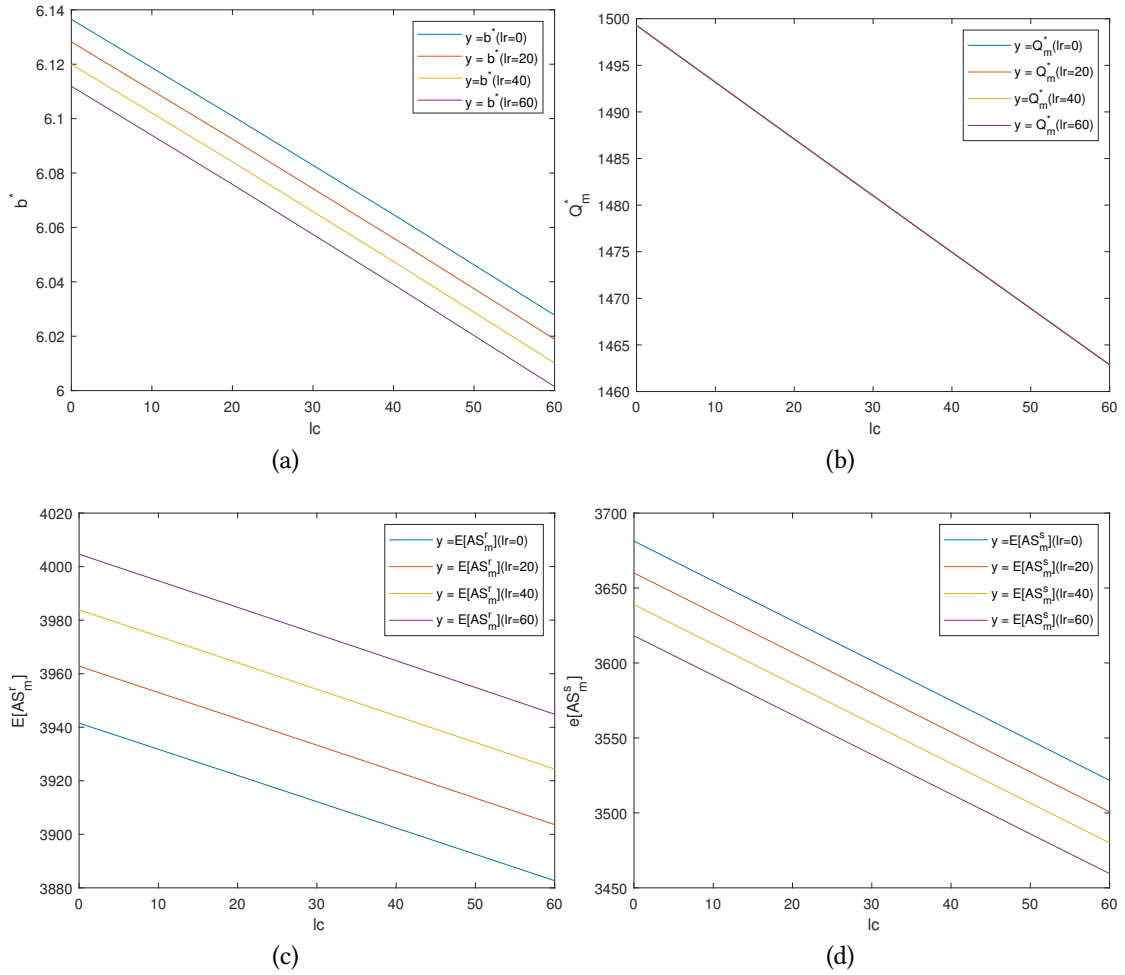 6.14
6.12
6.1
6.08
6.06
6.04
6.02
6
0 10 20 30 40 50 60
b*
lc
y =b*(lr=0)
y = b*(lr=20)
y=b*(lr=40)
y = b*(lr=60)
(a)
1500
1495
1490
1485
1480
1475
1470
1465
1460
0 10 20 30 40 50 60
Q*m
lc
y =Q*m(lr=0)
y = Q*m(lr=20)
y=Q*m(lr=40)
y = Q*m(lr=60)
(b)
4020
4000
3980
3960
3940
3920
3900
3880
0 10 20 30 40 50 60
E[ASrm]
lc
y =E[ASrm](lr=0)
y = E[ASrm](lr=20)
y = E[ASrm](lr=40)
y = E[ASrm](lr=60)
(c)
3700
3650
3600
3550
3500
3450
0 10 20 30 40 50 60
e[ASsm]
lc
y =E[ASsm](lr=0)
y = E[ASsm](lr=20)
y = E[ASsm](lr=40)
y = E[ASsm](lr=60)
(d)